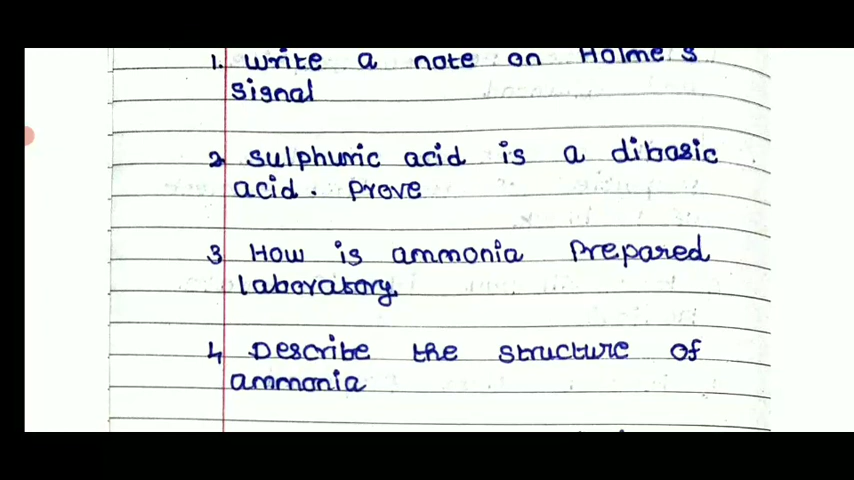 1. Write a note on Holme's
signal
2 Sulphuric acid is a dibasic
acid. Prove
3 How is ammonia Prepared
laboratory
4 Describe the structure of
ammonia